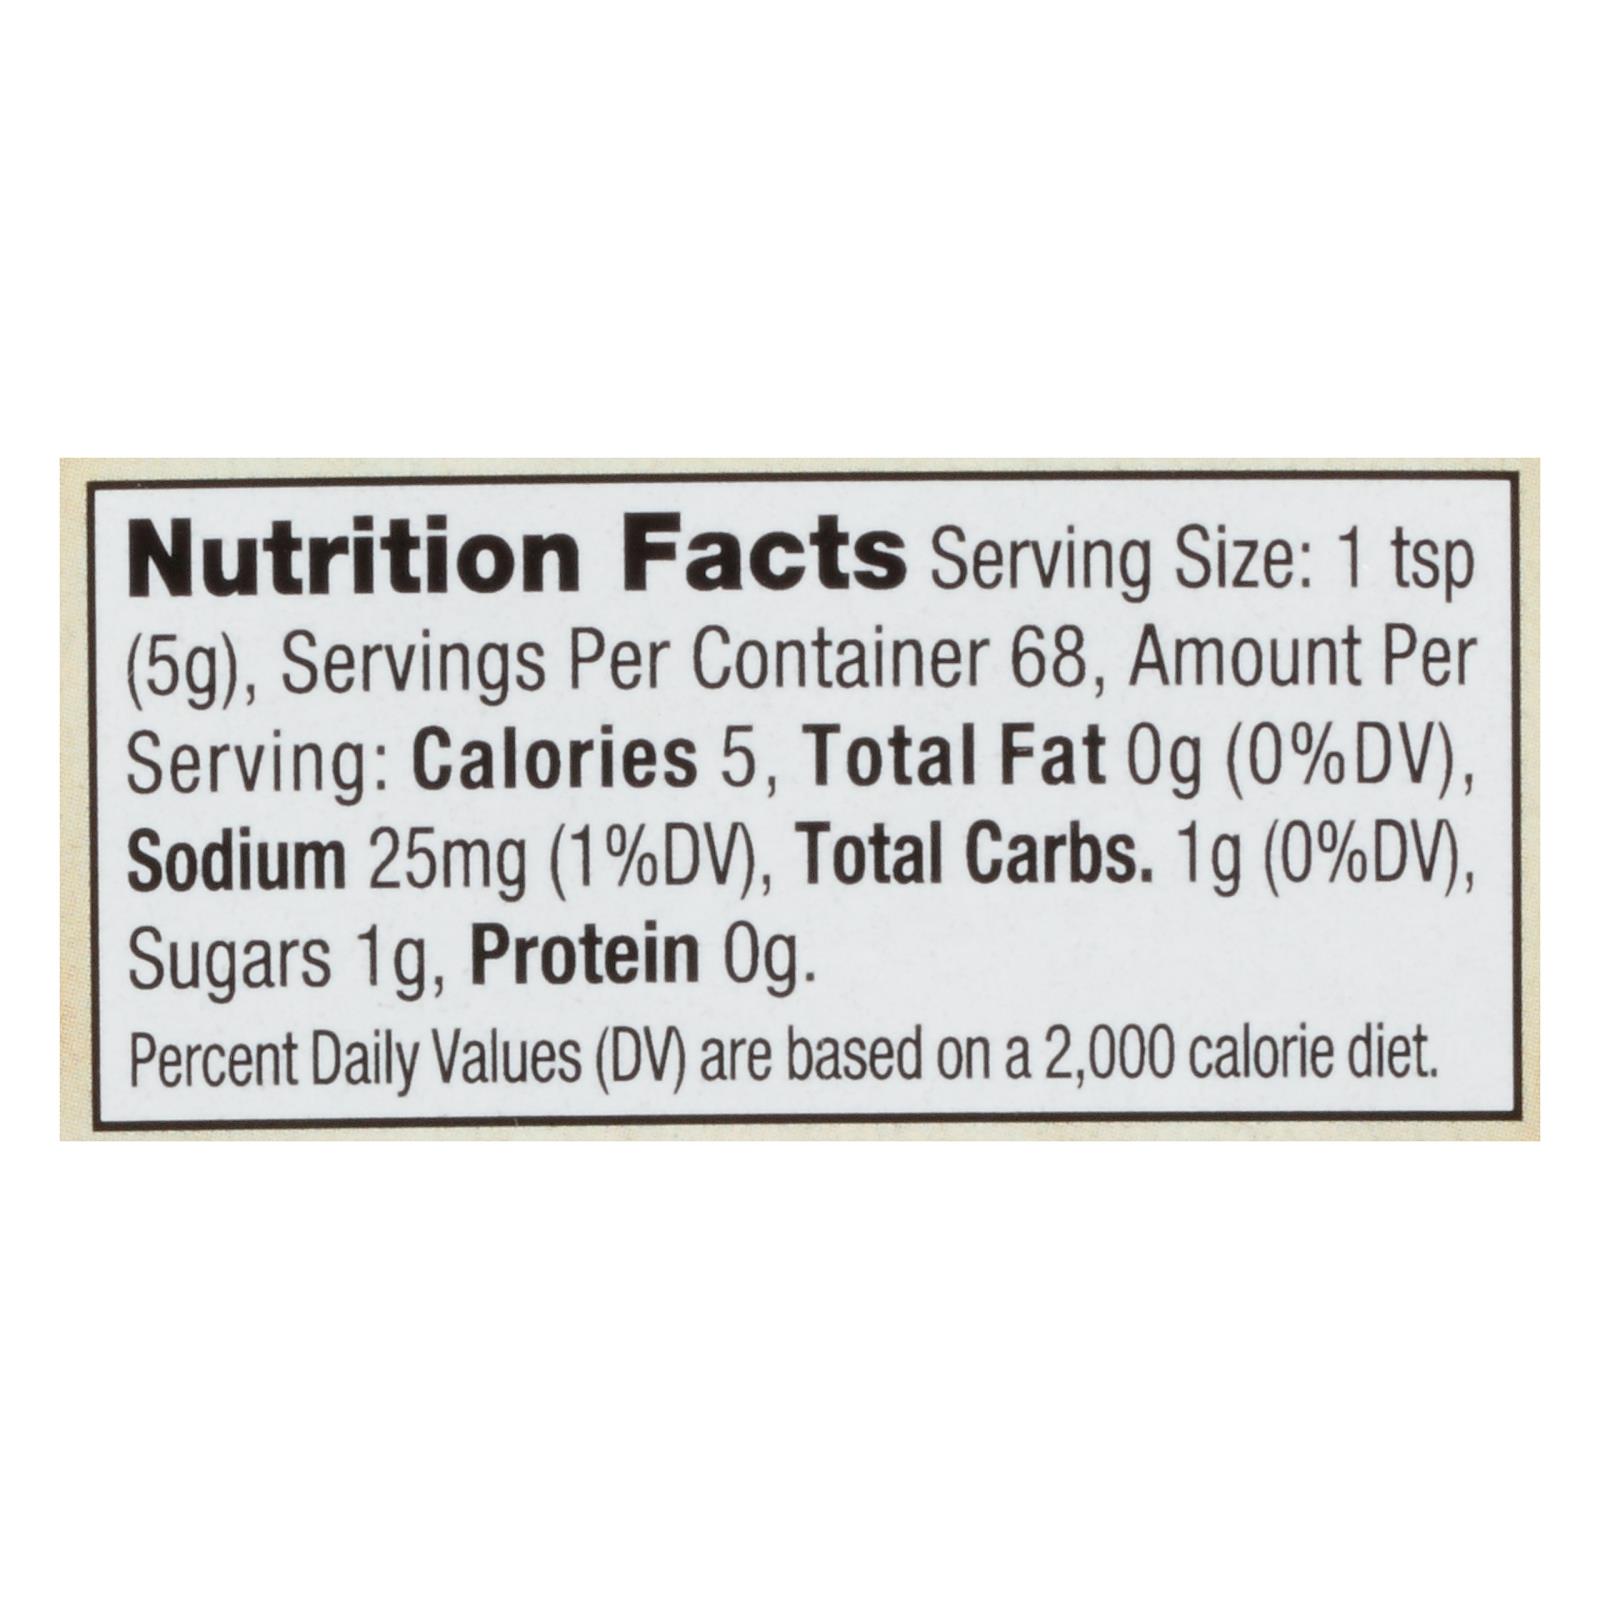 Nutrition Facts Serving Size: 1 tsp
(5g), Servings Per Container 68, Amount Per
Serving: Calories 5, Total Fat 0g (0%DV),
Sodium 25mg (1%DV), Total Carbs. 1g (0%DV),
Sugars 1g, Protein 0g.
Percent Daily Values (DV) are based on a 2,000 calorie diet.